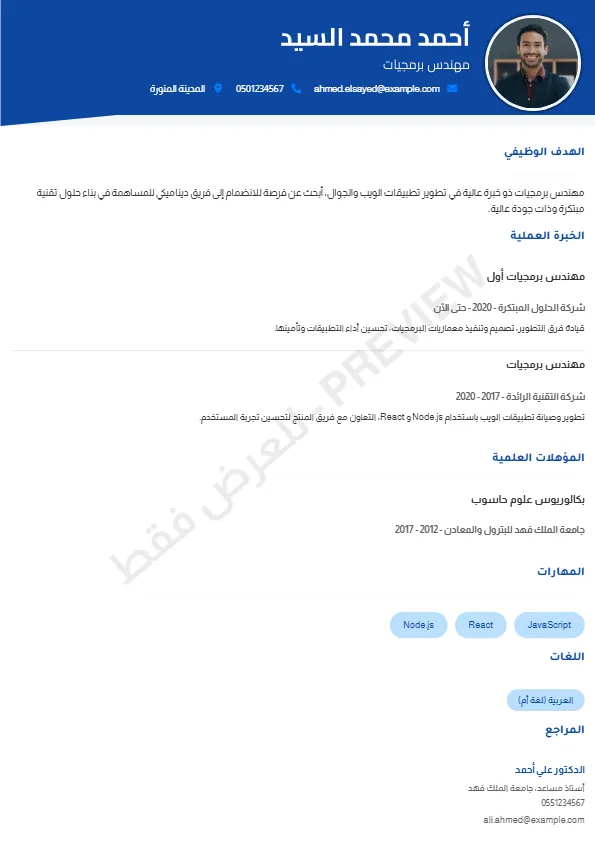 أحمد محمد السيد
مهندس برمجيات
ahmed.elsayed@example.com 0501234567 المدينة المنورة
الهدف الوظيفي
مهندس برمجيات ذو خبرة عالية في تطوير تطبيقات الويب والجوال، أبحث عن فرصة للانضمام إلى فريق ديناميكي للمساهمة في بناء حلول تقنية
مبتكرة وذات جودة عالية.
الخبرة العملية
مهندس برمجيات أول
شركة الحلول المبتكرة - 2020 - حتى الآن
قيادة فرق التطوير، تصميم وتنفيذ معماريات البرمجيات، تحسين أداء التطبيقات وتأمينها.
مهندس برمجيات
شركة التقنية الرائدة - 2017 - 2020
تطوير وصيانة تطبيقات الويب باستخدام Node.js و React، التعاون مع فريق المنتج لتحسين تجربة المستخدم.
المؤهلات العلمية
بكالوريوس علوم حاسوب
جامعة الملك فهد للبترول والمعادن - 2012 - 2017
المهارات
JavaScript React Node.js
اللغات
العربية (لغة أم)
المراجع
الدكتور علي أحمد
أستاذ مساعد، جامعة الملك فهد
0551234567
ali.ahmed@example.com
للعرض فقط - PREVIEW